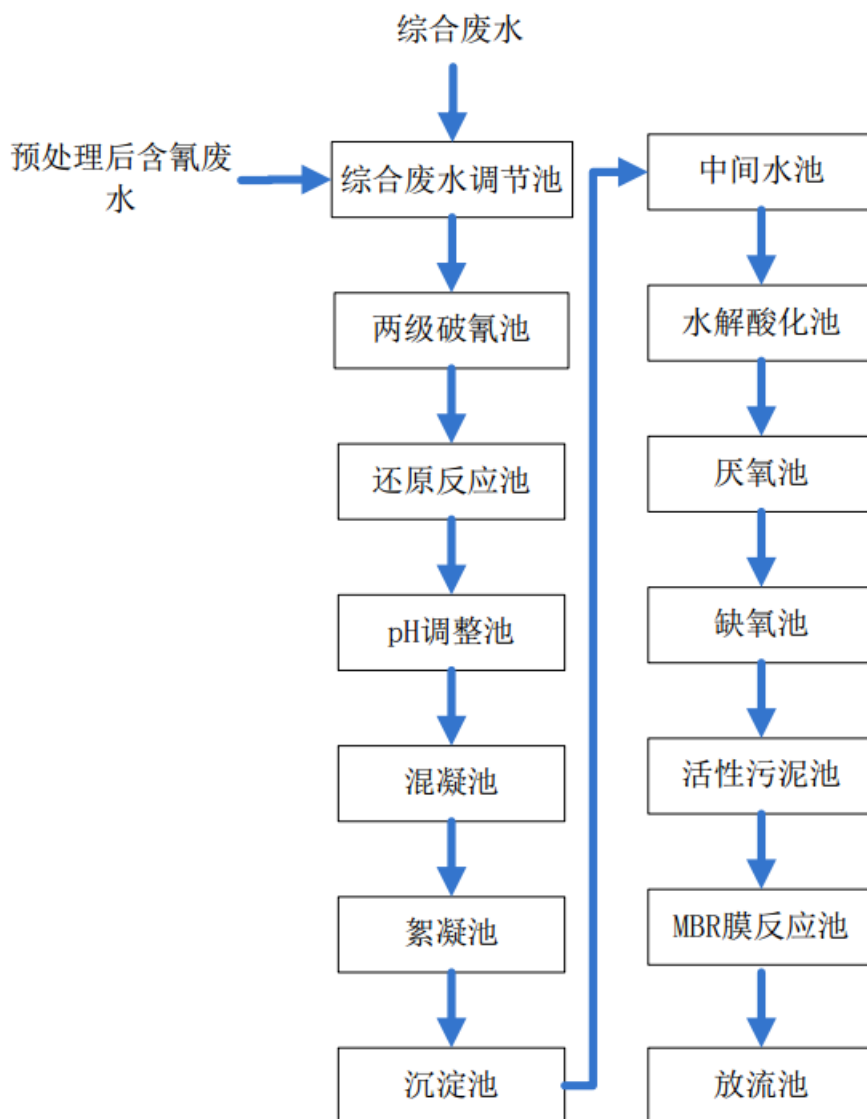 综合废水
预处理后含氰废
水
综合废水调节池
两级破氰池
还原反应池
pH调整池
混凝池
絮凝池
沉淀池
中间水池
水解酸化池
厌氧池
缺氧池
活性污泥池
MBR膜反应池
放流池